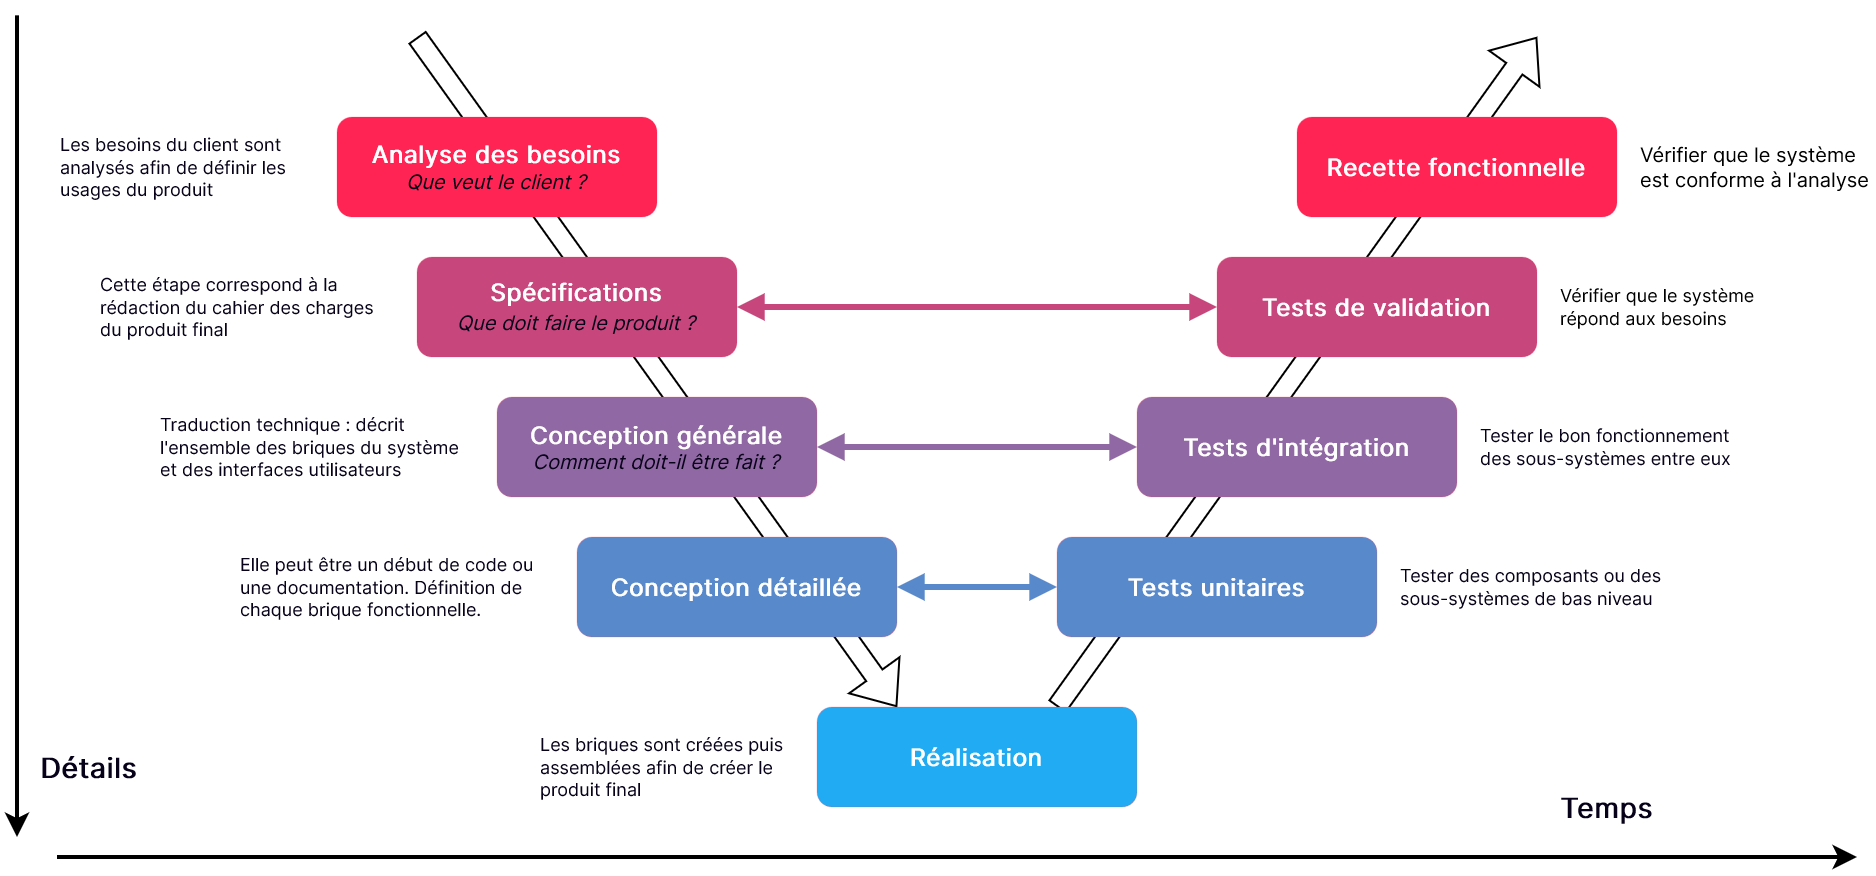 Les besoins du client sont
analysés afin de définir les
usages du produit
Analyse des besoins
Que veut le client ?
Recette fonctionnelle
Vérifier que le système
est conforme à l'analyse
Cette étape correspond à la
rédaction du cahier des charges
du produit final
Spécifications
Que doit faire le produit ?
Tests de validation
Vérifier que le système
répond aux besoins
Traduction technique : décrit
l'ensemble des briques du système
et des interfaces utilisateurs
Conception générale
Comment doit-il être fait ?
Tests d'intégration
Tester le bon fonctionnement
des sous-systèmes entre eux
Elle peut être un début de code ou
une documentation. Définition de
chaque brique fonctionnelle.
Conception détaillée
Tests unitaires
Tester des composants ou des
sous-systèmes de bas niveau
Les briques sont créées puis
assemblées afin de créer le
produit final
Réalisation
Détails
Temps